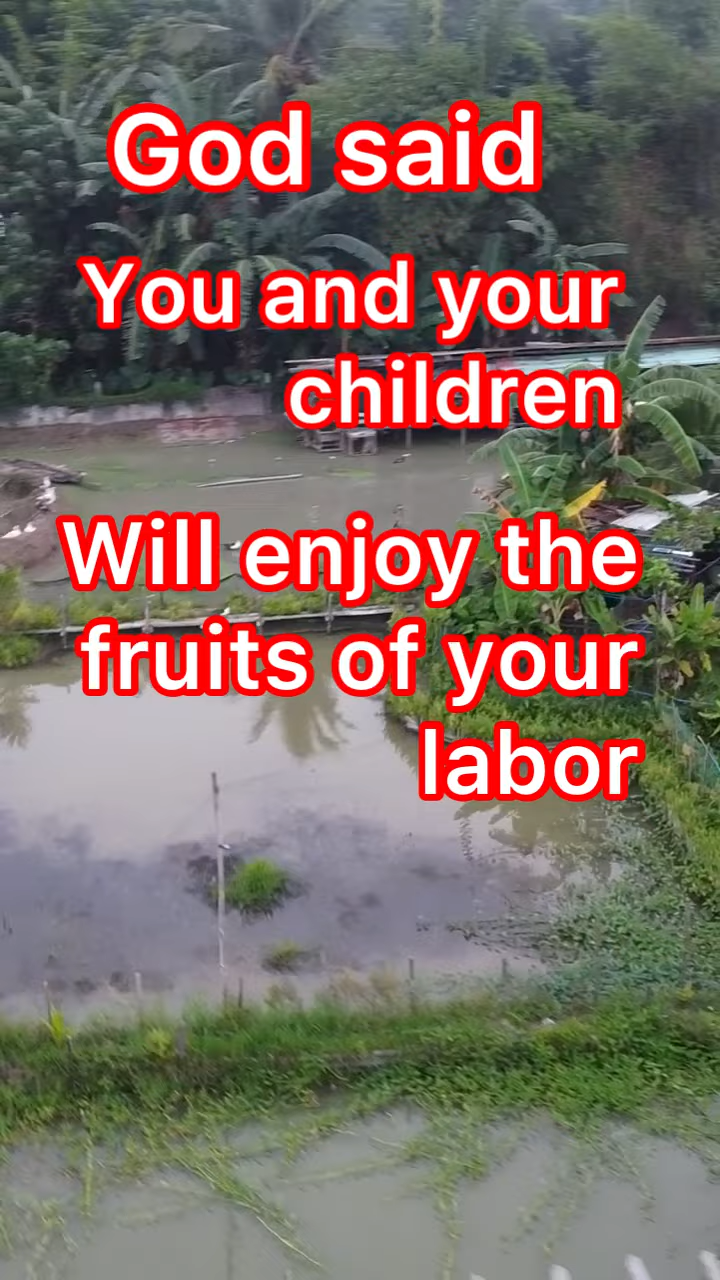 God said
You and your
children
Will enjoy the
fruits of your
labor